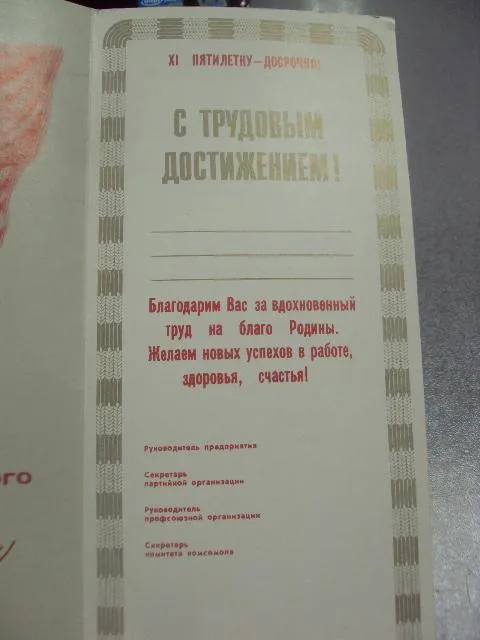 XI ПЯТИЛЕТКУ—ДОСРОЧНО!
С ТРУДОВЫМ
ДОСТИЖЕНИЕМ!
Благодарим Вас за вдохновенный
труд на благо Родины.
Желаем новых успехов в работе,
здоровья, счастья!
Руководитель предприятия
Секретарь
партийной организации
Руководитель
профсоюзной организации
Секретарь
комитета комсомола
ого